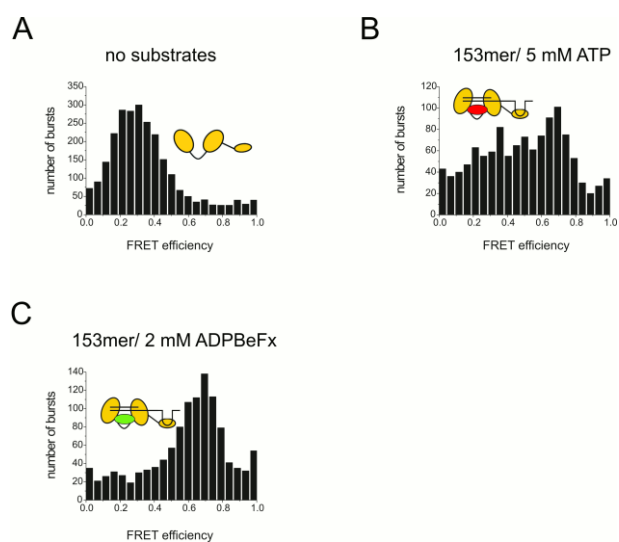 A
no substrates
number of bursts
350
300
250
200
150
100
50
0
0.0 0.2 0.4 0.6 0.8 1.0
FRET efficiency
B
153mer/ 5 mM ATP
number of bursts
120
100
80
60
40
20
0
0.0 0.2 0.4 0.6 0.8 1.0
FRET efficiency
C
153mer/ 2 mM ADPBeFx
number of bursts
140
120
100
80
60
40
20
0
0.0 0.2 0.4 0.6 0.8 1.0
FRET efficiency